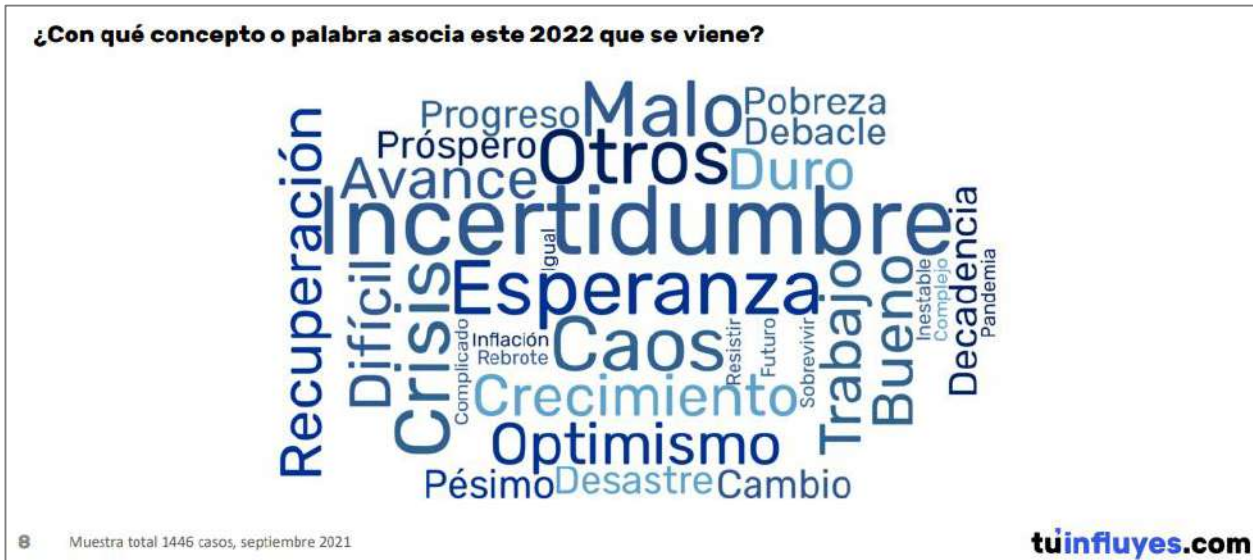 ¿Con qué concepto o palabra asocia este 2022 que se viene?
Recuperación
Progreso
Malo
Pobreza
Debacle
Próspero
Otros
Duro
Avance
Incertidumbre
Igual
Difícil
Crisis
Esperanza
Trabajo
Bueno
Inestable
Complejo
Decadencia
Pandemia
Complicado
Inflación
Rebrote
Caos
Resistir
Futuro
Sobrevivir
Crecimiento
Optimismo
Pésimo
Desastre
Cambio
8
Muestra total 1446 casos, septiembre 2021
tuinfluyes.com